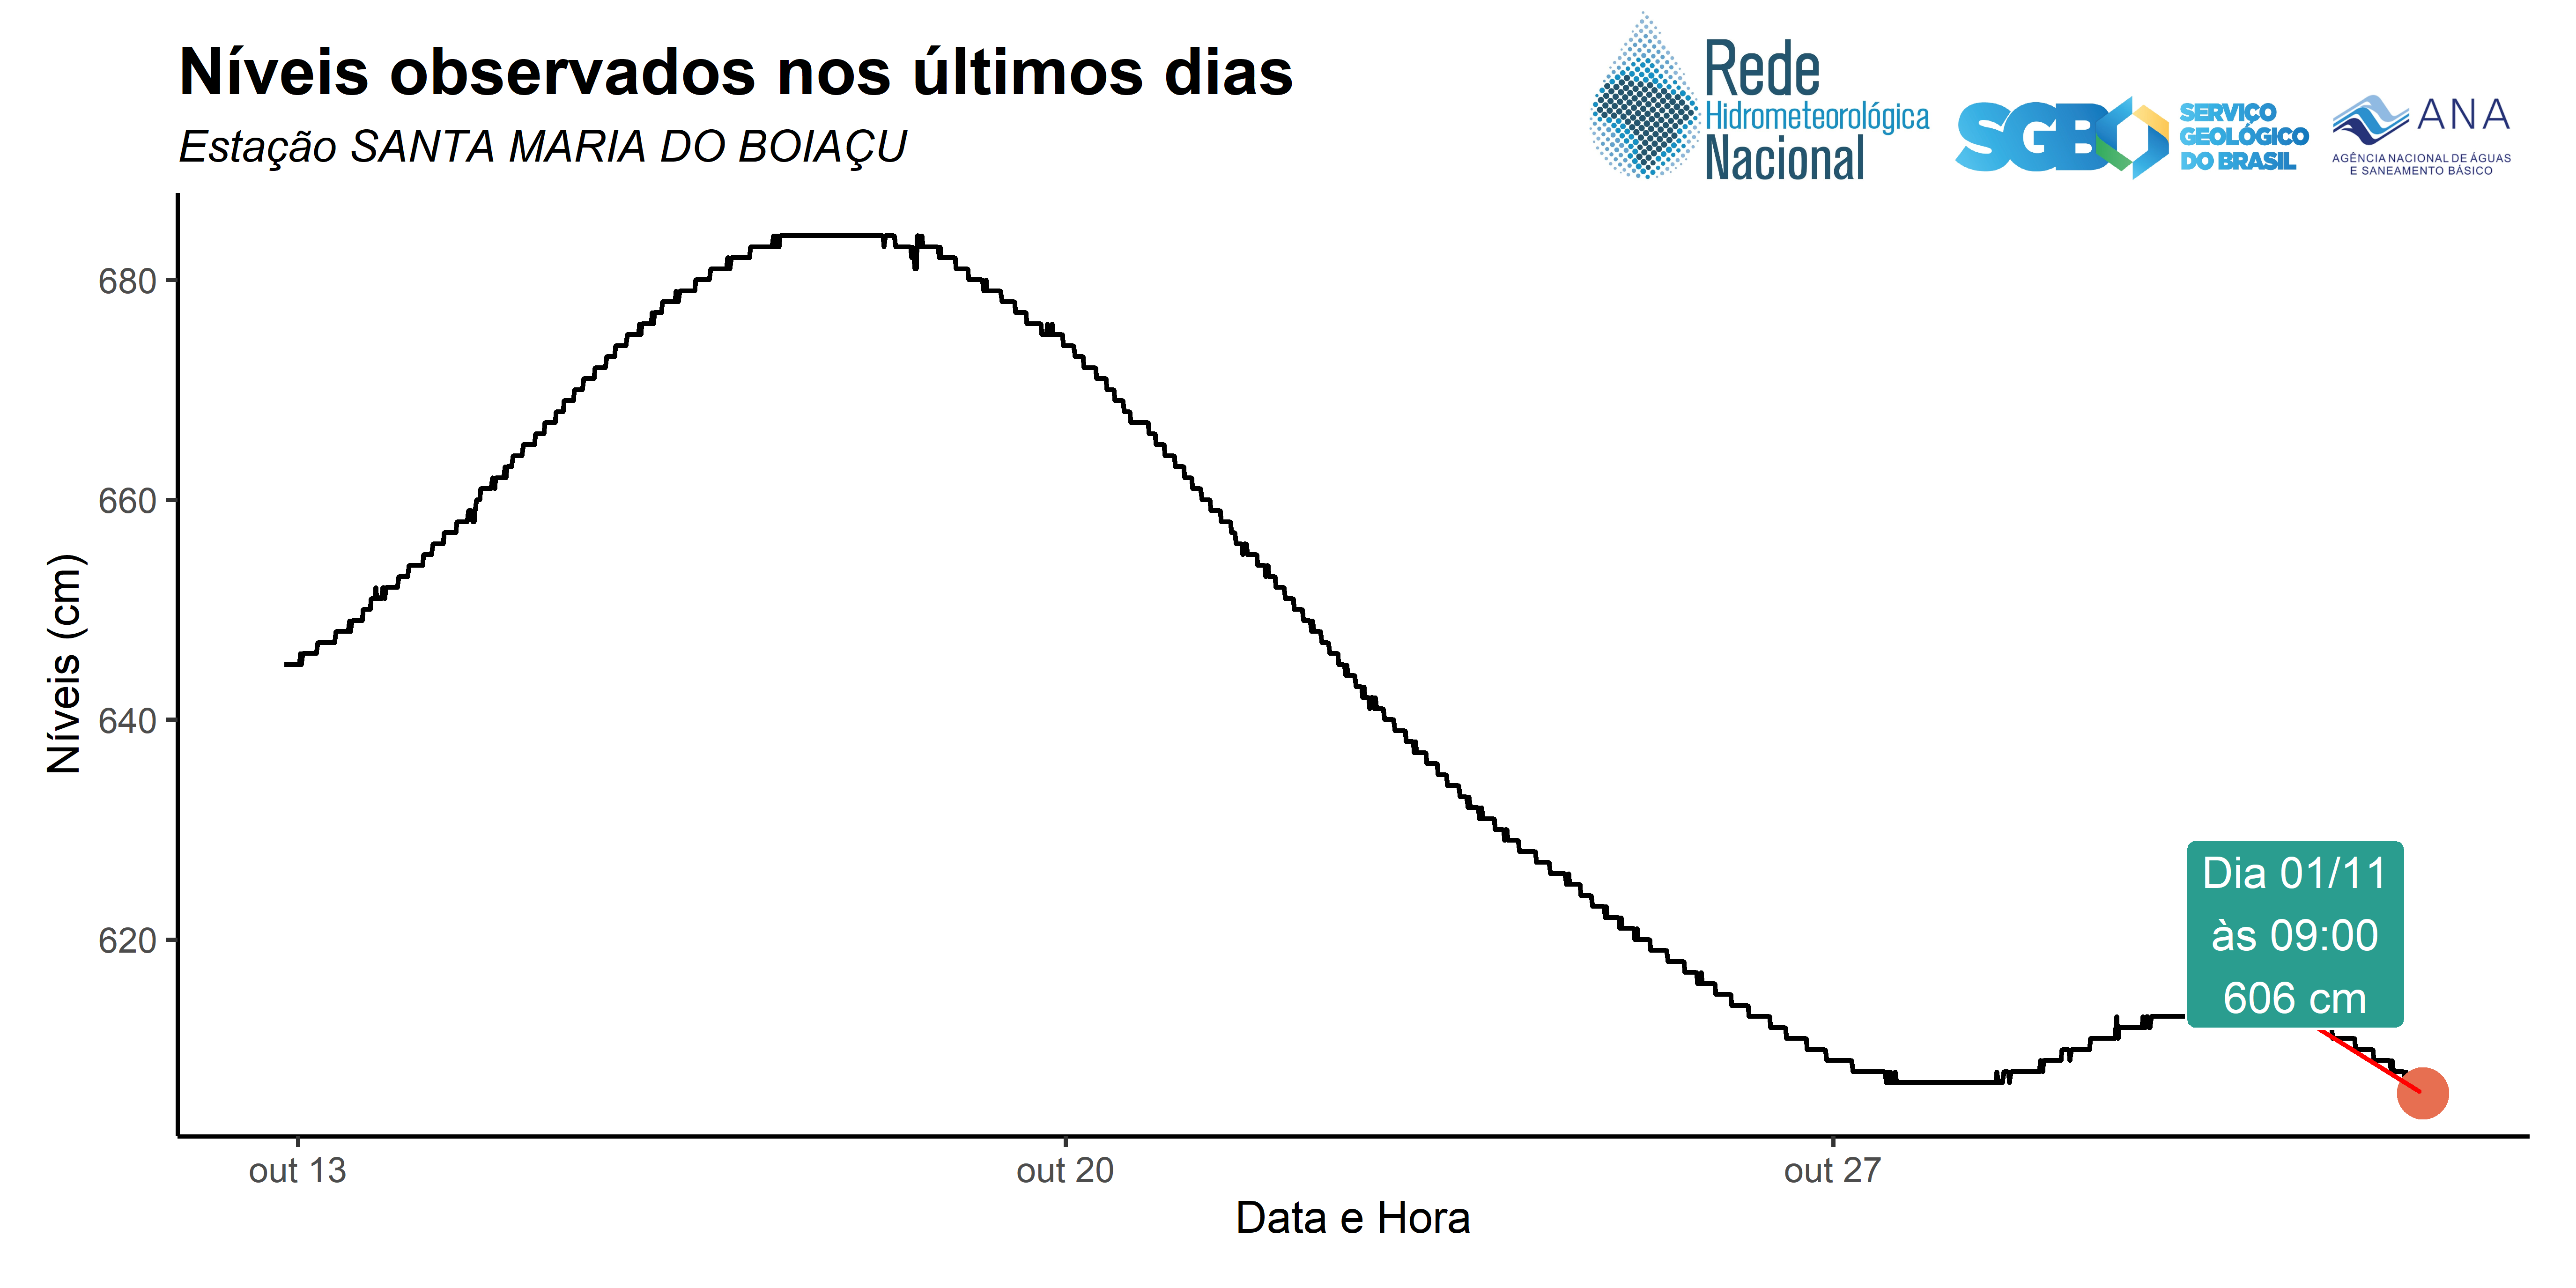 Níveis observados nos últimos dias
Estação SANTA MARIA DO BOIAÇU
Rede
Hidrometeorológica
Nacional
SGB
SERVIÇO
GEOLÓGICO
DO BRASIL
ANA
AGÊNCIA NACIONAL DE ÁGUAS
E SANEAMENTO BÁSICO
Níveis (cm)
680
660
640
620
Dia 01/11
às 09:00
606 cm
out 13
out 20
out 27
Data e Hora